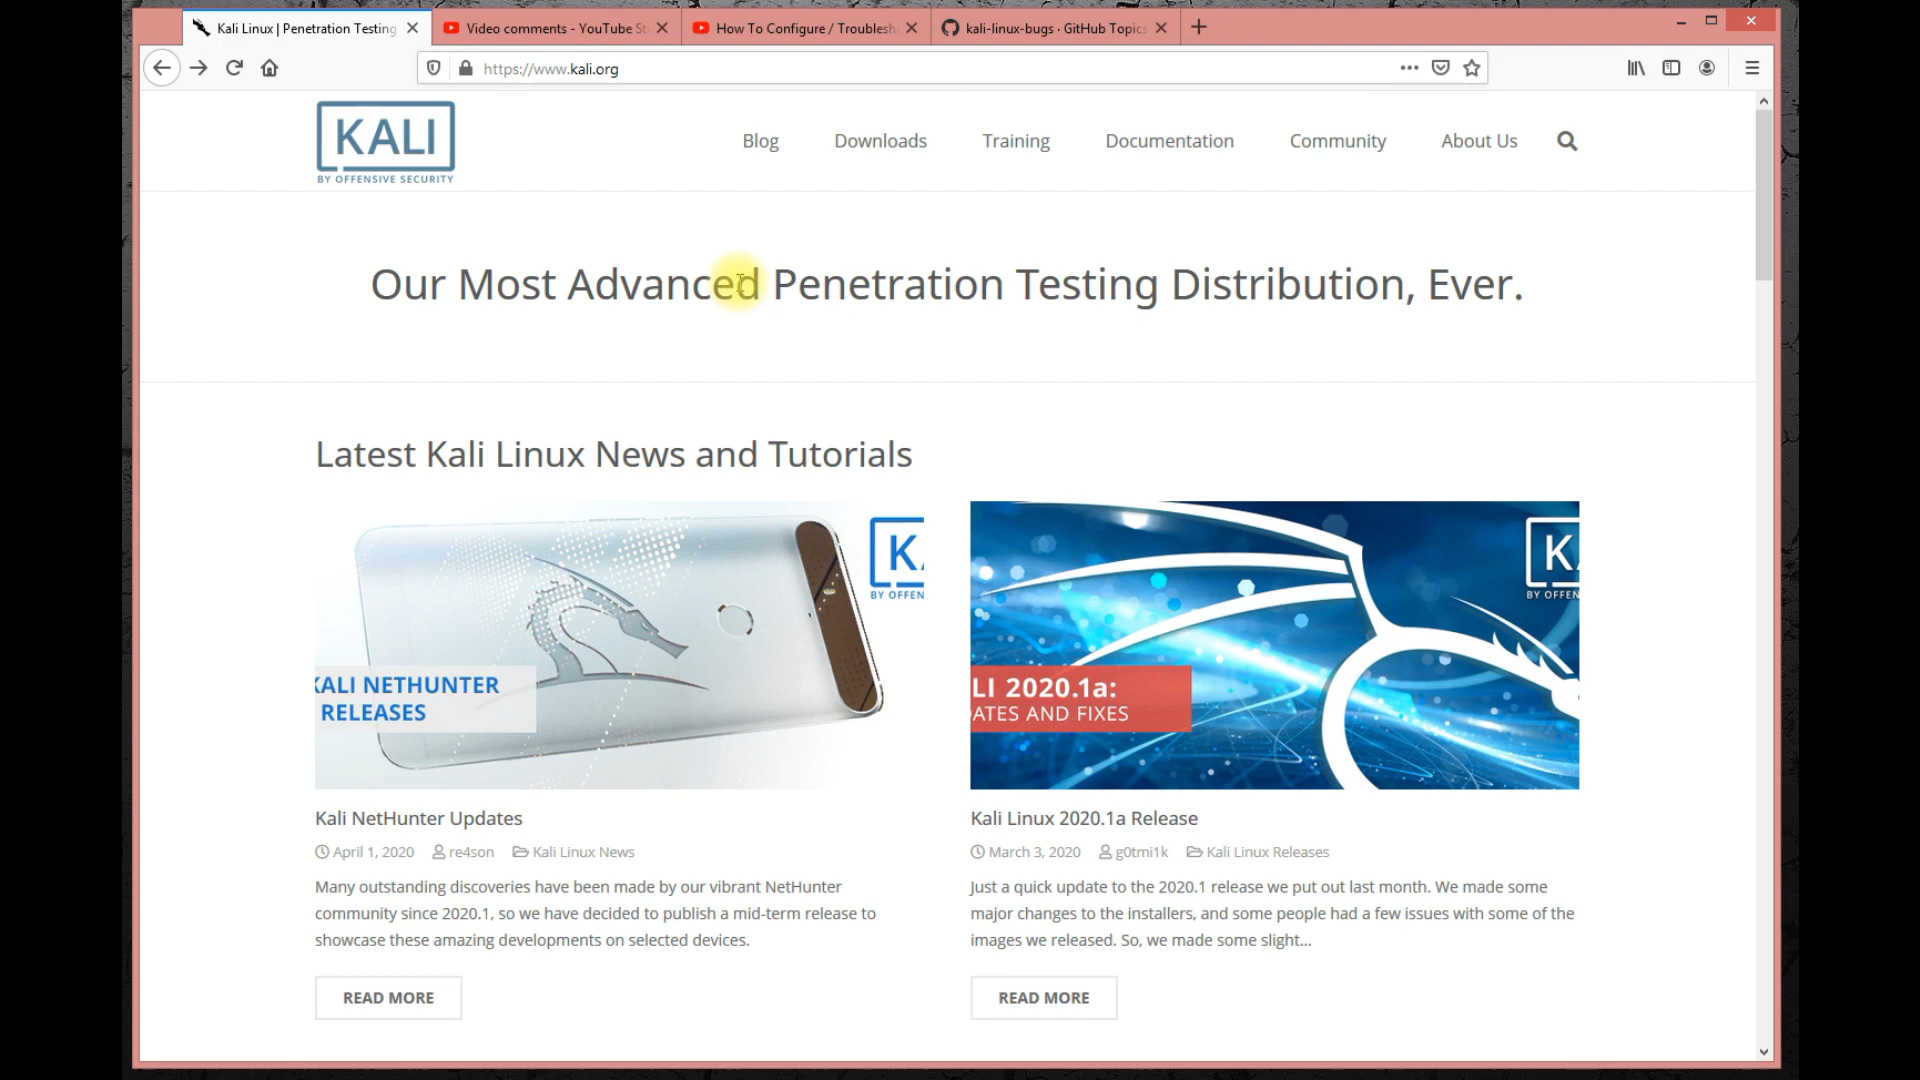 Kali Linux | Penetration Testing
Video comments - YouTube St
How To Configure / Troublesh
kali-linux-bugs · GitHub Topics
https://www.kali.org
KALI
BY OFFENSIVE SECURITY
Blog
Downloads
Training
Documentation
Community
About Us
Our Most Advanced Penetration Testing Distribution, Ever.
Latest Kali Linux News and Tutorials
K
BY OFFEN
KALI NETHUNTER
RELEASES
KA
BY OFFEN
LI 2020.1a:
DATES AND FIXES
Kali NetHunter Updates
Kali Linux 2020.1a Release
April 1, 2020 re4son Kali Linux News
March 3, 2020 g0tmi1k Kali Linux Releases
Many outstanding discoveries have been made by our vibrant NetHunter
community since 2020.1, so we have decided to publish a mid-term release to
showcase these amazing developments on selected devices.
Just a quick update to the 2020.1 release we put out last month. We made some
major changes to the installers, and some people had a few issues with some of the
images we released. So, we made some slight...
READ MORE
READ MORE